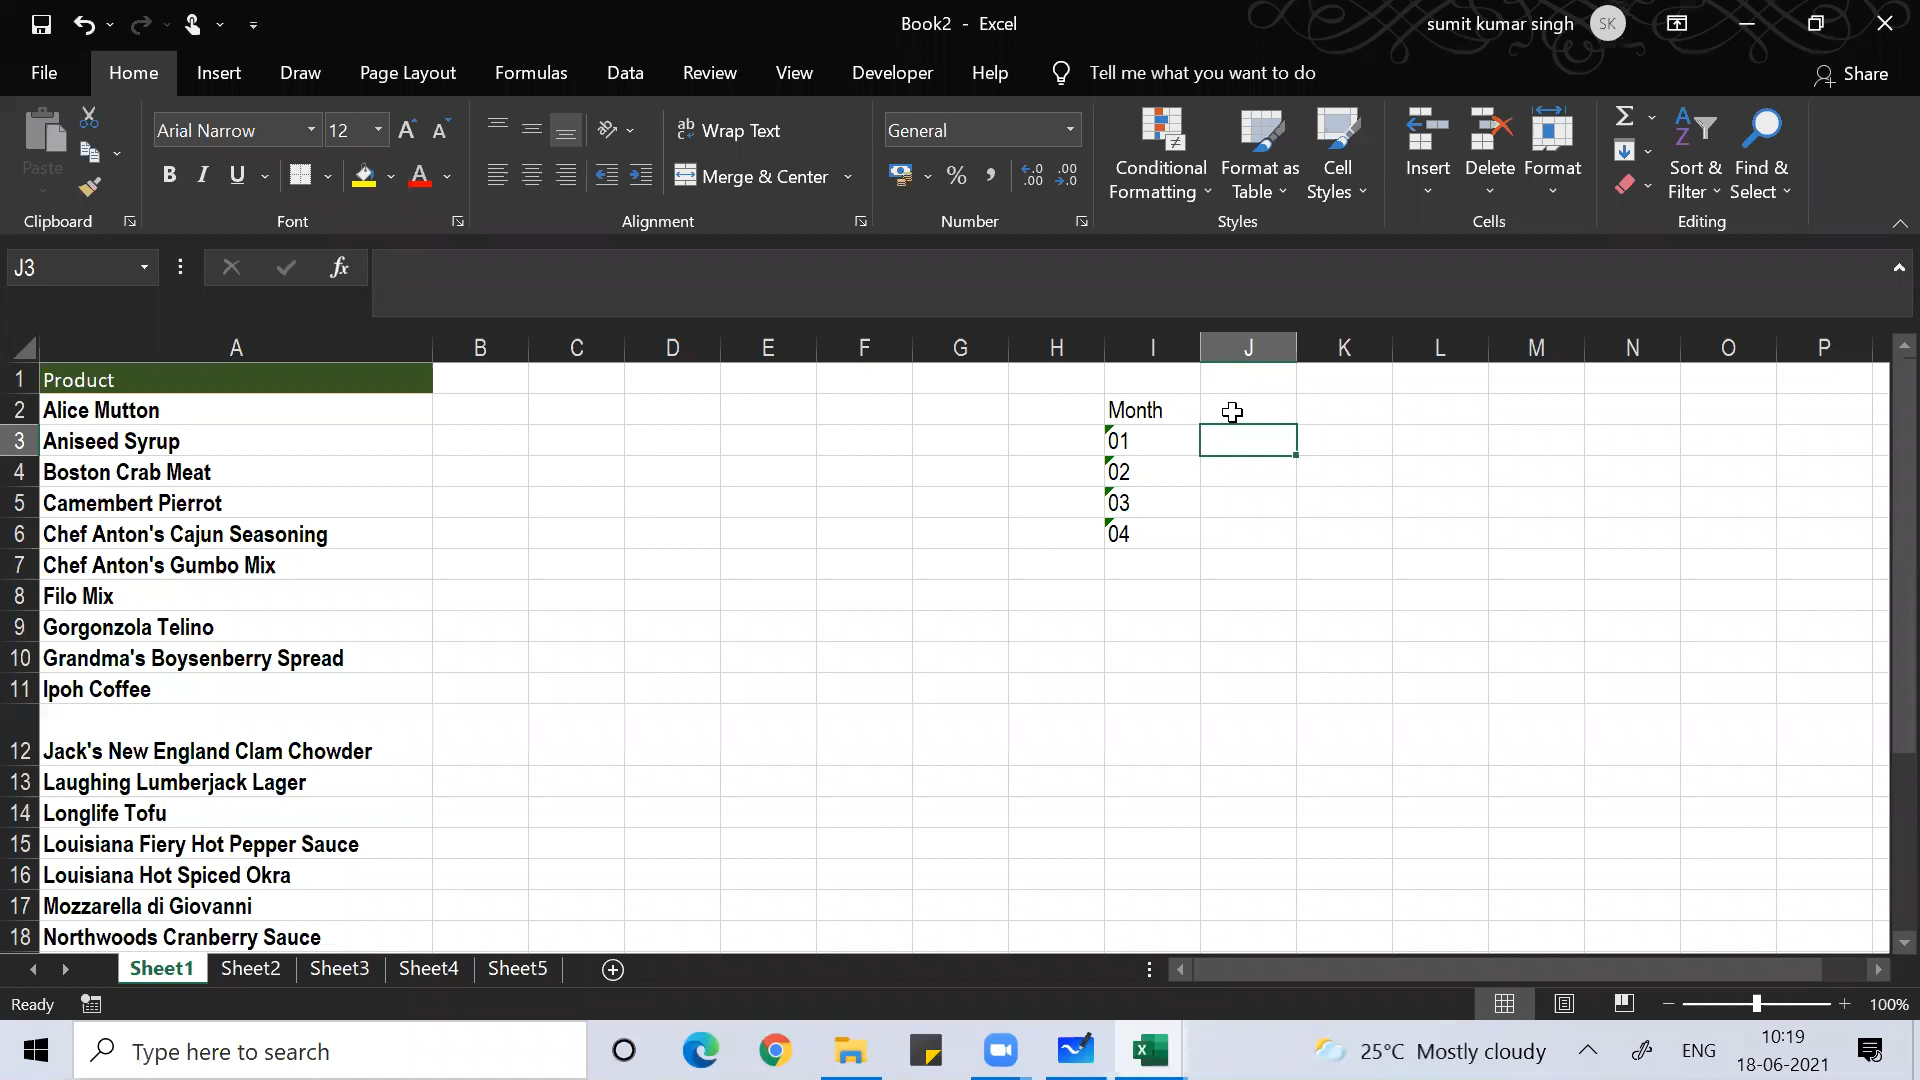 Book2 - Excel
sumit kumar singh
SK
File
Home
Insert
Draw
Page Layout
Formulas
Data
Review
View
Developer
Help
Tell me what you want to do
Share
Paste
Clipboard
Arial Narrow
12
A
A
B
I
U
A
Font
ab
Wrap Text
Merge & Center
Alignment
General
%
Number
Conditional
Formatting
Format as
Table
Cell
Styles
Styles
Insert
Delete
Format
Cells
Sort &
Filter
Find &
Select
Editing
J3
fx
A B C D E F G H I J K L M N O P
1 Product
2 Alice Mutton Month
3 Aniseed Syrup 01
4 Boston Crab Meat 02
5 Camembert Pierrot 03
6 Chef Anton's Cajun Seasoning 04
7 Chef Anton's Gumbo Mix
8 Filo Mix
9 Gorgonzola Telino
10 Grandma's Boysenberry Spread
11 Ipoh Coffee
12 Jack's New England Clam Chowder
13 Laughing Lumberjack Lager
14 Longlife Tofu
15 Louisiana Fiery Hot Pepper Sauce
16 Louisiana Hot Spiced Okra
17 Mozzarella di Giovanni
18 Northwoods Cranberry Sauce
Sheet1 Sheet2 Sheet3 Sheet4 Sheet5
Ready
100%
Type here to search
25°C Mostly cloudy
ENG
10:19
18-06-2021